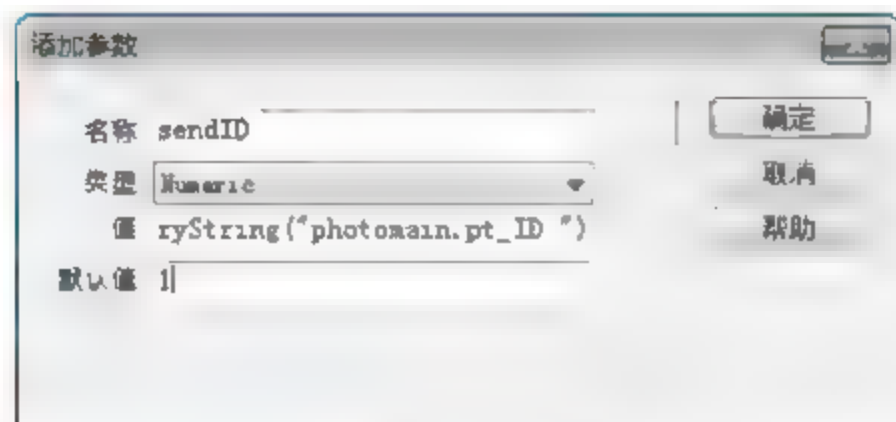 添加参数
名称 sendID
确定
类型 Numeric
取消
值 ryString("photomain.pt_ID ")
帮助
默认值 1